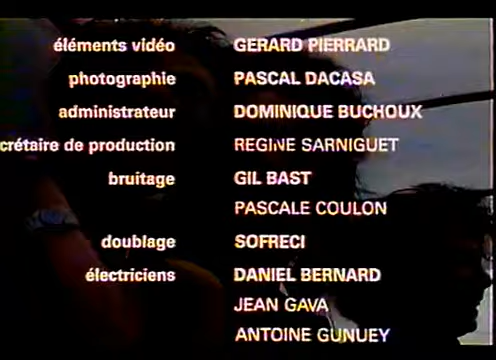 éléments vidéo GERARD PIERRARD
photographie PASCAL DACASA
administrateur DOMINIQUE BUCHOUX
crétaire de production REGINE SARNIGUET
bruitage GIL BAST
PASCALE COULON
doublage SOFRECI
électriciens DANIEL BERNARD
JEAN GAVA
ANTOINE GUNUEY